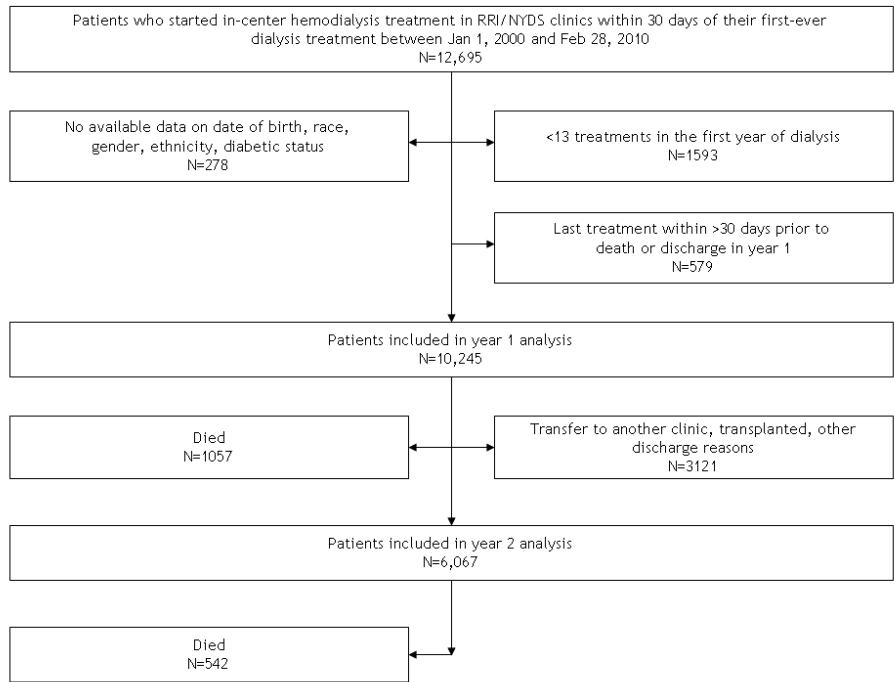 Patients who started in-center hemodialysis treatment in RRI/NYDS clinics within 30 days of their first-ever
dialysis treatment between Jan 1, 2000 and Feb 28, 2010
N=12,695
No available data on date of birth, race,
gender, ethnicity, diabetic status
N=278
<13 treatments in the first year of dialysis
N=1593
Last treatment within >30 days prior to
death or discharge in year 1
N=579
Patients included in year 1 analysis
N=10,245
Died
N=1057
Transfer to another clinic, transplanted, other
discharge reasons
N=3121
Patients included in year 2 analysis
N=6,067
Died
N=542